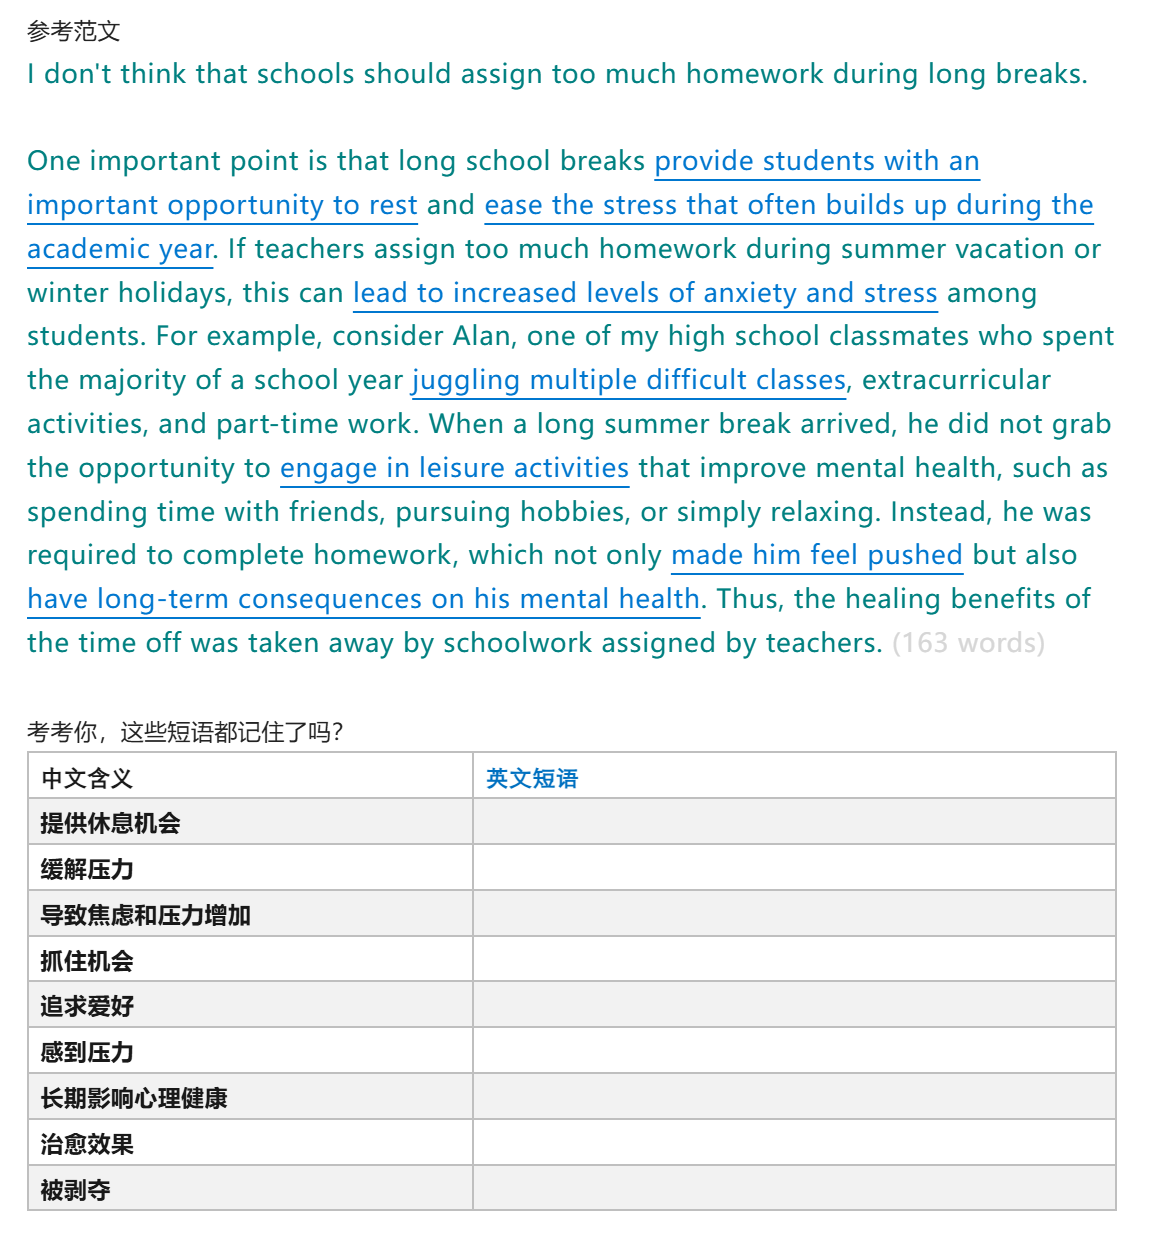 参考范文
I don't think that schools should assign too much homework during long breaks.
One important point is that long school breaks provide students with an
important opportunity to rest and ease the stress that often builds up during the
academic year. If teachers assign too much homework during summer vacation or
winter holidays, this can lead to increased levels of anxiety and stress among
students. For example, consider Alan, one of my high school classmates who spent
the majority of a school year juggling multiple difficult classes, extracurricular
activities, and part-time work. When a long summer break arrived, he did not grab
the opportunity to engage in leisure activities that improve mental health, such as
spending time with friends, pursuing hobbies, or simply relaxing. Instead, he was
required to complete homework, which not only made him feel pushed but also
have long-term consequences on his mental health. Thus, the healing benefits of
the time off was taken away by schoolwork assigned by teachers. (163 words)
考考你，这些短语都记住了吗？
中文含义 英文短语
提供休息机会
缓解压力
导致焦虑和压力增加
抓住机会
追求爱好
感到压力
长期影响心理健康
治愈效果
被剥夺